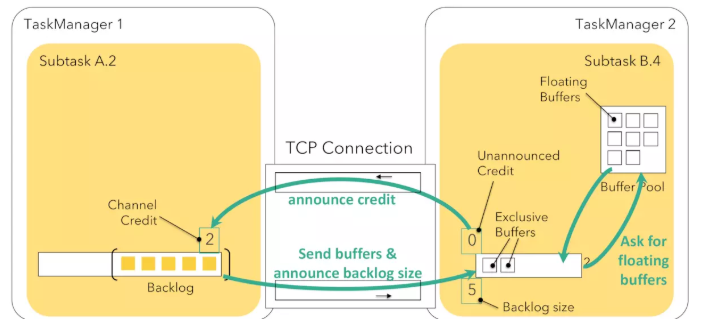 TaskManager 1
TaskManager 2
Subtask A.2
Subtask B.4
Floating
Buffers
TCP Connection
Unannounced
Credit
announce credit
Buffer Pool
Channel
Credit
2
0
Exclusive
Buffers
Ask for
floating
buffers
Send buffers &
announce backlog size
2
Backlog
5
Backlog size